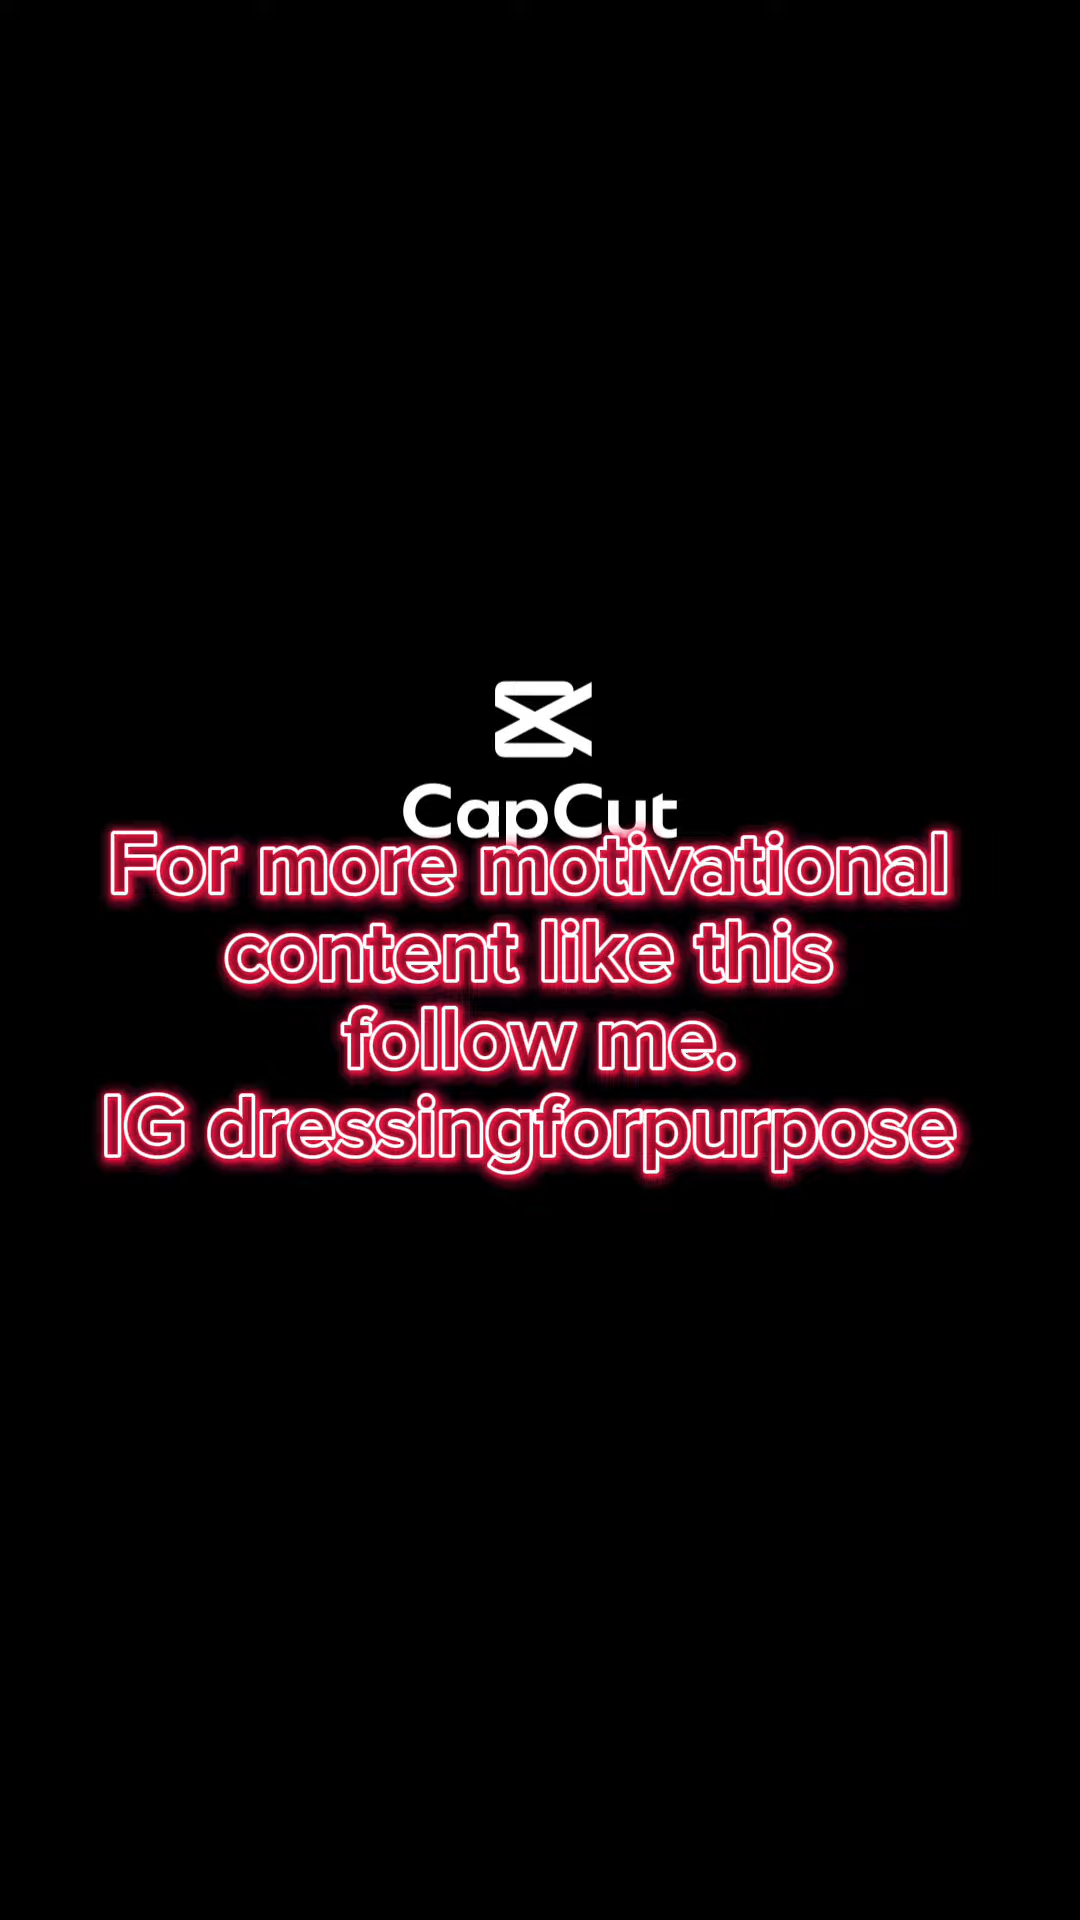 CapCut
For more motivational
content like this
follow me.
IG dressingforpurpose